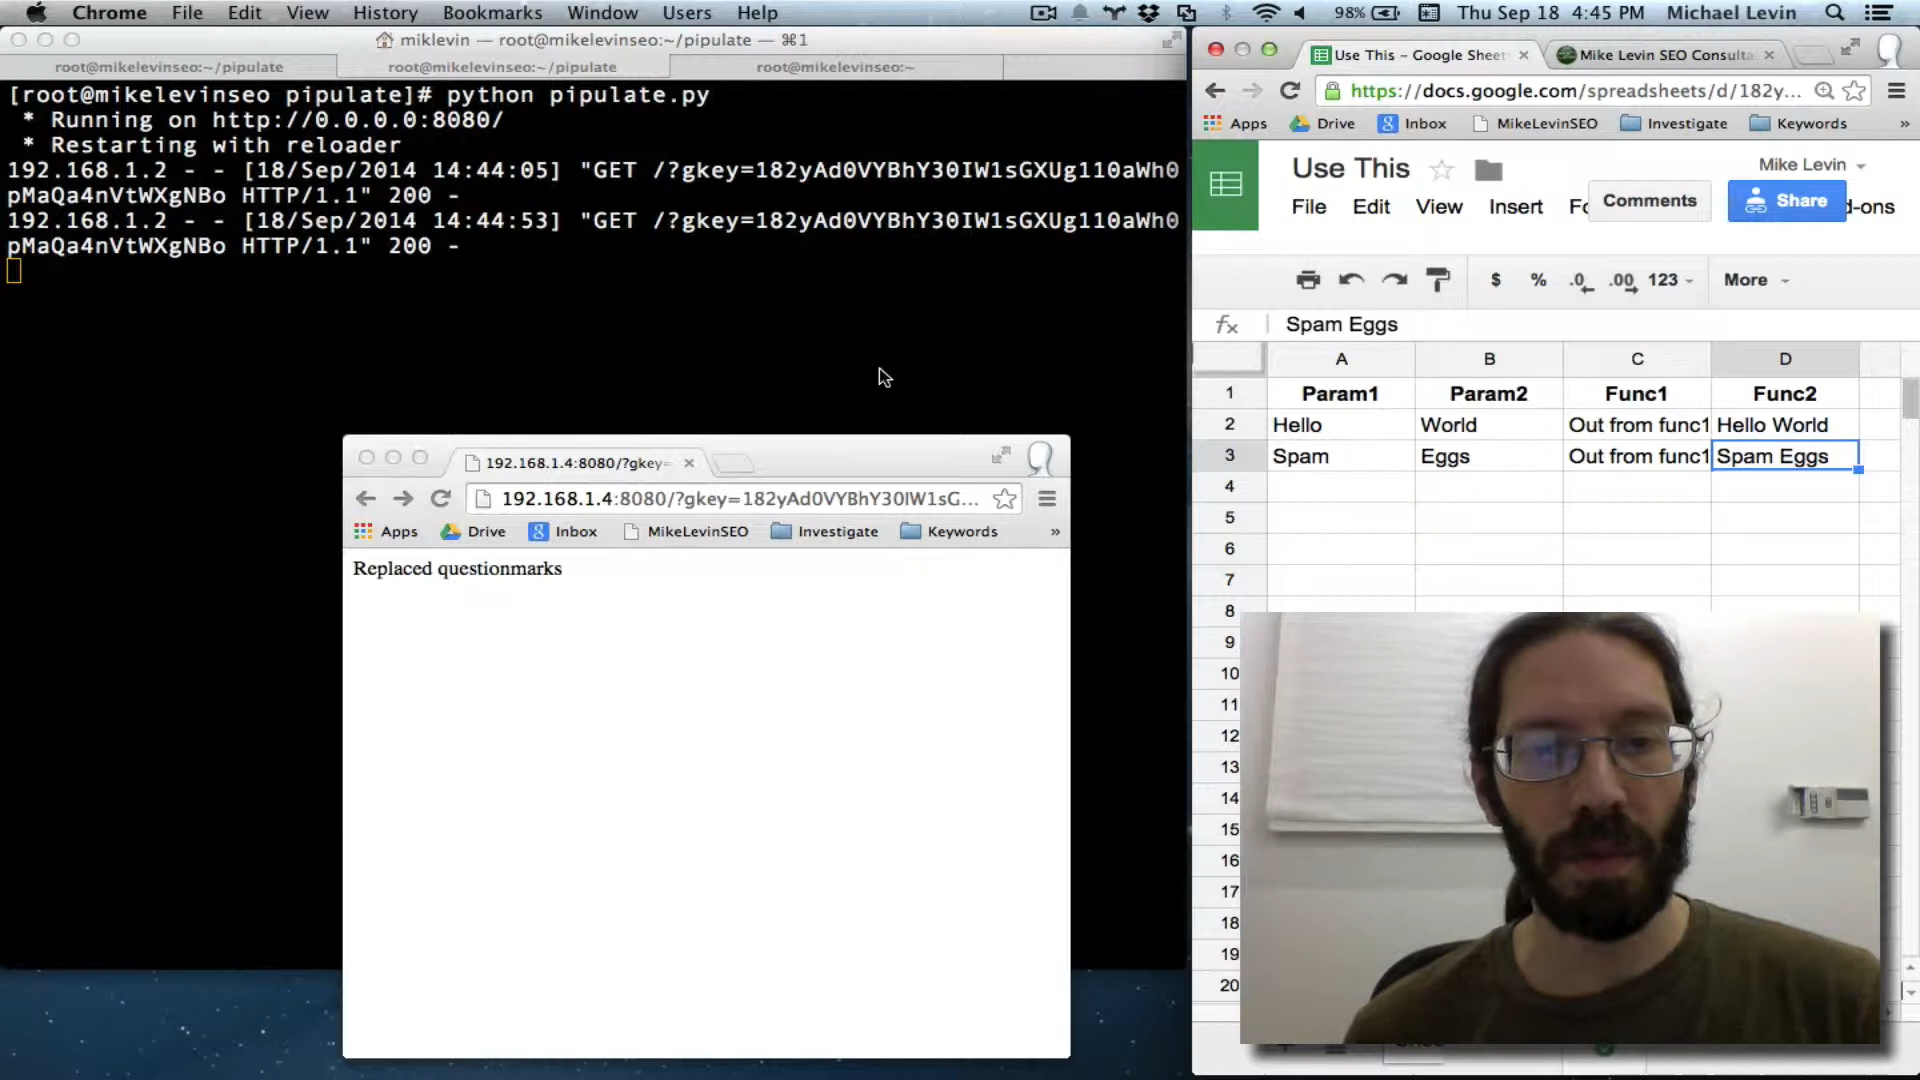 Chrome File Edit View History Bookmarks Window Users Help 98% Thu Sep 18 4:45 PM Michael Levin
miklevin — root@mikelevinseo:~/pipulate — ⌘1
root@mikelevinseo:~/pipulate root@mikelevinseo:~/pipulate root@mikelevinseo:~
[root@mikelevinseo pipulate]# python pipulate.py
* Running on http://0.0.0.0:8080/
* Restarting with reloader
192.168.1.2 - - [18/Sep/2014 14:44:05] "GET /?gkey=182yAd0VYBhY30IW1sGXUg110aWh0
pMaQa4nVtWXgNBo HTTP/1.1" 200 -
192.168.1.2 - - [18/Sep/2014 14:44:53] "GET /?gkey=182yAd0VYBhY30IW1sGXUg110aWh0
pMaQa4nVtWXgNBo HTTP/1.1" 200 -
192.168.1.4:8080/?gkey=
192.168.1.4:8080/?gkey=182yAd0VYBhY30IW1sG...
Apps Drive Inbox MikeLevinSEO Investigate Keywords »
Replaced questionmarks
Use This – Google Sheet Mike Levin SEO Consulta
https://docs.google.com/spreadsheets/d/182y...
Apps Drive Inbox MikeLevinSEO Investigate Keywords »
Use This Mike Levin
File Edit View Insert Fo Comments Share d-ons
$ % .0 .00 123 More
fx Spam Eggs
A B C D
1 Param1 Param2 Func1 Func2
2 Hello World Out from func1 Hello World
3 Spam Eggs Out from func1 Spam Eggs
4
5
6
7
8
9
10
11
12
13
14
15
16
17
18
19
20